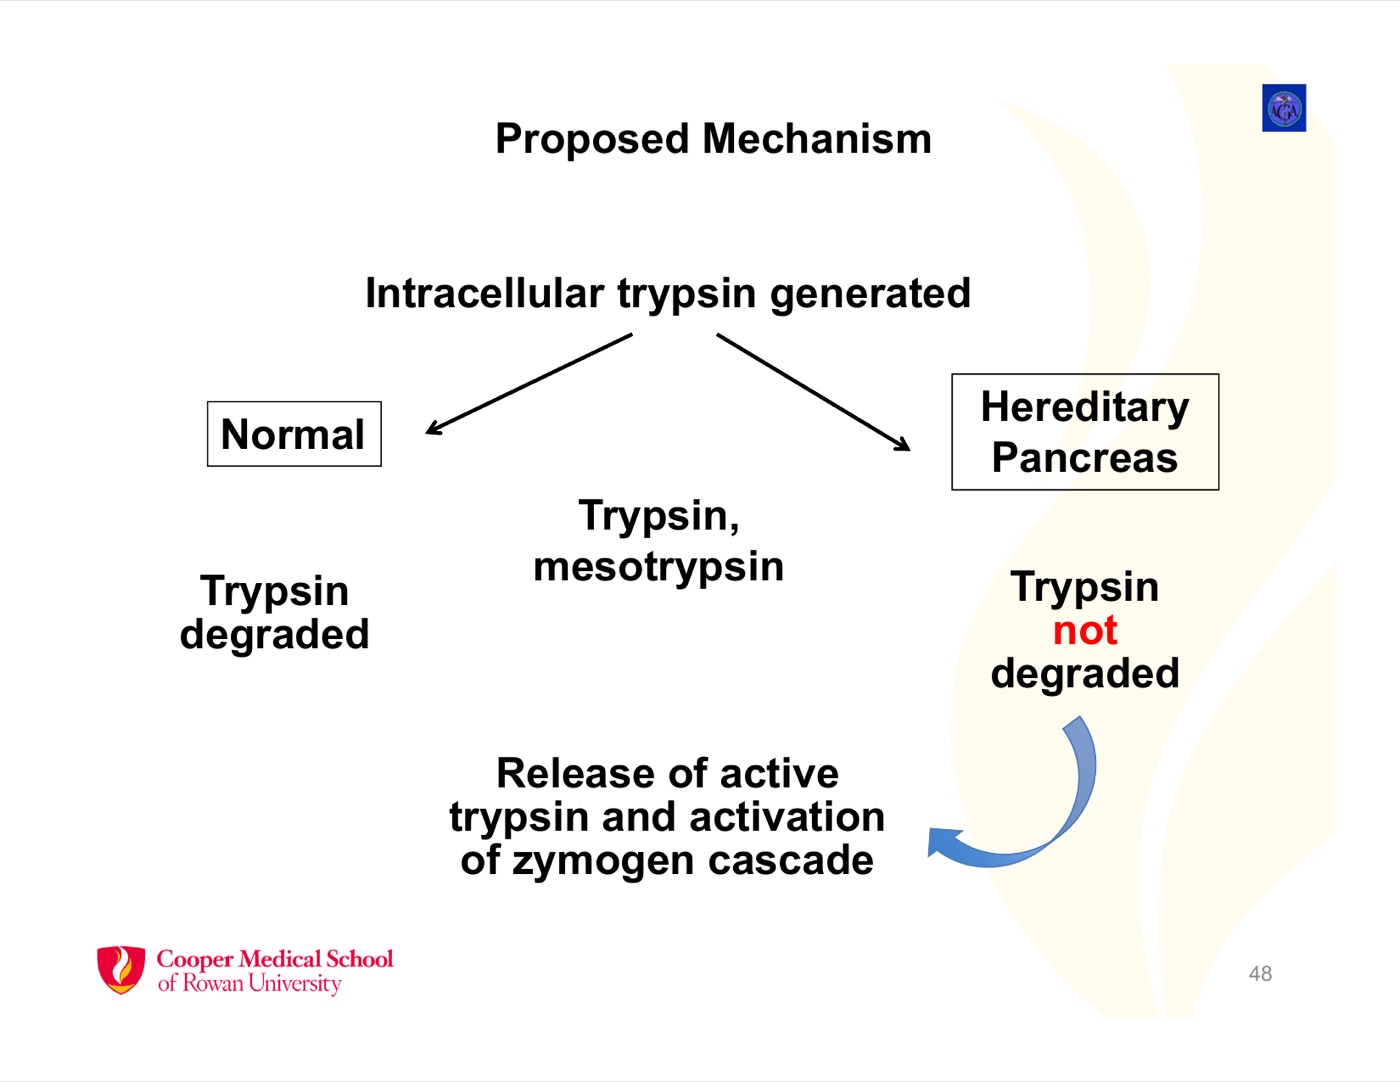 Proposed Mechanism
Intracellular trypsin generated
Normal
Hereditary
Pancreas
Trypsin,
mesotrypsin
Trypsin
degraded
Trypsin
not
degraded
Release of active
trypsin and activation
of zymogen cascade
Cooper Medical School
of Rowan University
48
AGA